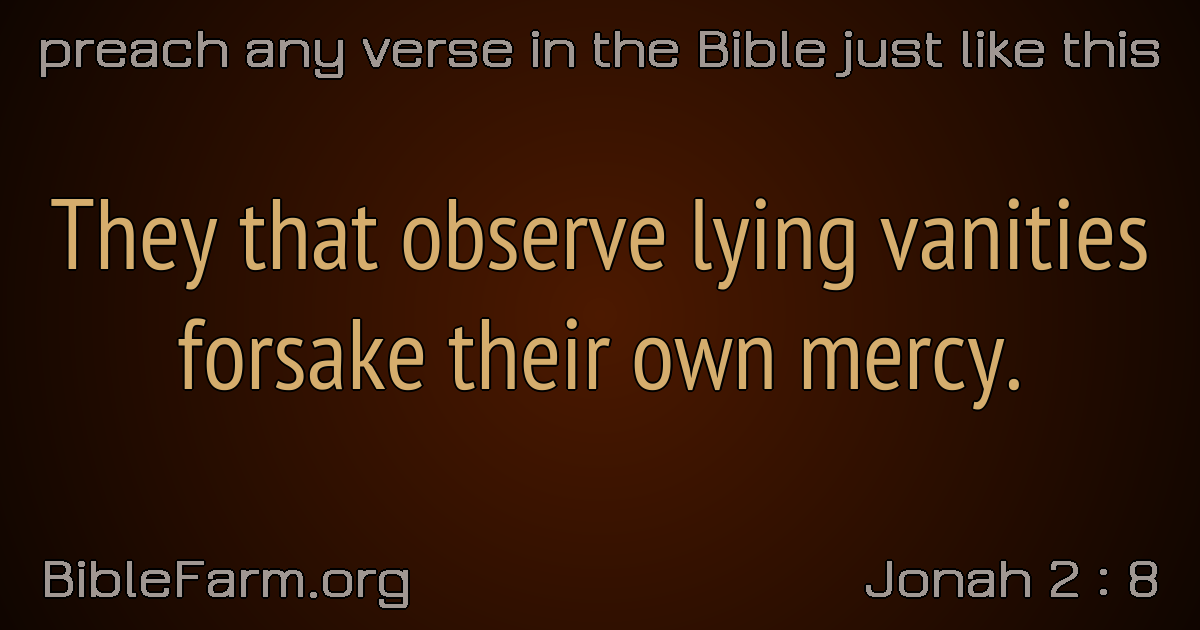 preach any verse in the Bible just like this
They that observe lying vanities
forsake their own mercy.
BibleFarm.org
Jonah 2 : 8